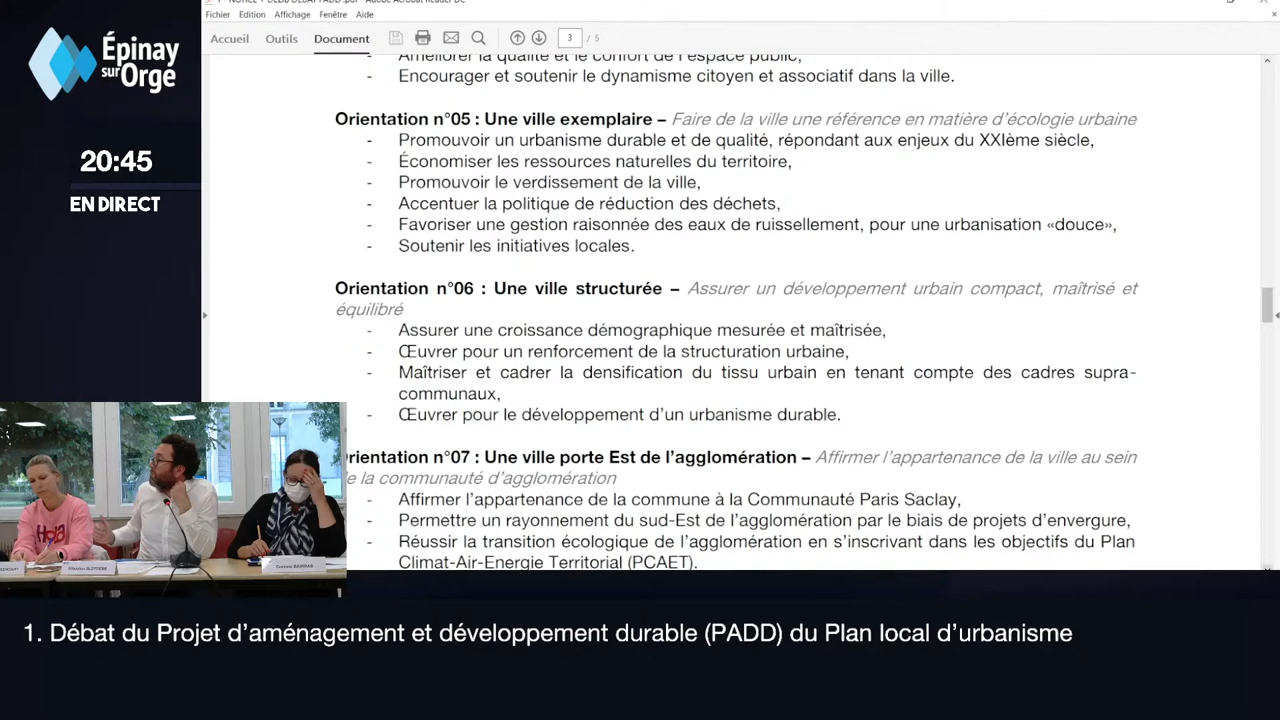 Fichier Edition Affichage Fenêtre Aide
Accueil Outils Document 3 / 5
Épinay
sur
Orge
20:45
EN DIRECT
Améliorer la qualité et le confort de l'espace public,
- Encourager et soutenir le dynamisme citoyen et associatif dans la ville.
Orientation n°05 : Une ville exemplaire – Faire de la ville une référence en matière d'écologie urbaine
- Promouvoir un urbanisme durable et de qualité, répondant aux enjeux du XXIème siècle,
- Économiser les ressources naturelles du territoire,
- Promouvoir le verdissement de la ville,
- Accentuer la politique de réduction des déchets,
- Favoriser une gestion raisonnée des eaux de ruissellement, pour une urbanisation «douce»,
- Soutenir les initiatives locales.
Orientation n°06 : Une ville structurée – Assurer un développement urbain compact, maîtrisé et
équilibré
- Assurer une croissance démographique mesurée et maîtrisée,
- Œuvrer pour un renforcement de la structuration urbaine,
- Maîtriser et cadrer la densification du tissu urbain en tenant compte des cadres supra-
communaux,
- Œuvrer pour le développement d'un urbanisme durable.
rientation n°07 : Une ville porte Est de l'agglomération – Affirmer l'appartenance de la ville au sein
e la communauté d'agglomération
- Affirmer l'appartenance de la commune à la Communauté Paris Saclay,
- Permettre un rayonnement du sud-Est de l'agglomération par le biais de projets d'envergure,
- Réussir la transition écologique de l'agglomération en s'inscrivant dans les objectifs du Plan
Climat-Air-Energie Territorial (PCAET).
1. Débat du Projet d'aménagement et développement durable (PADD) du Plan local d'urbanisme